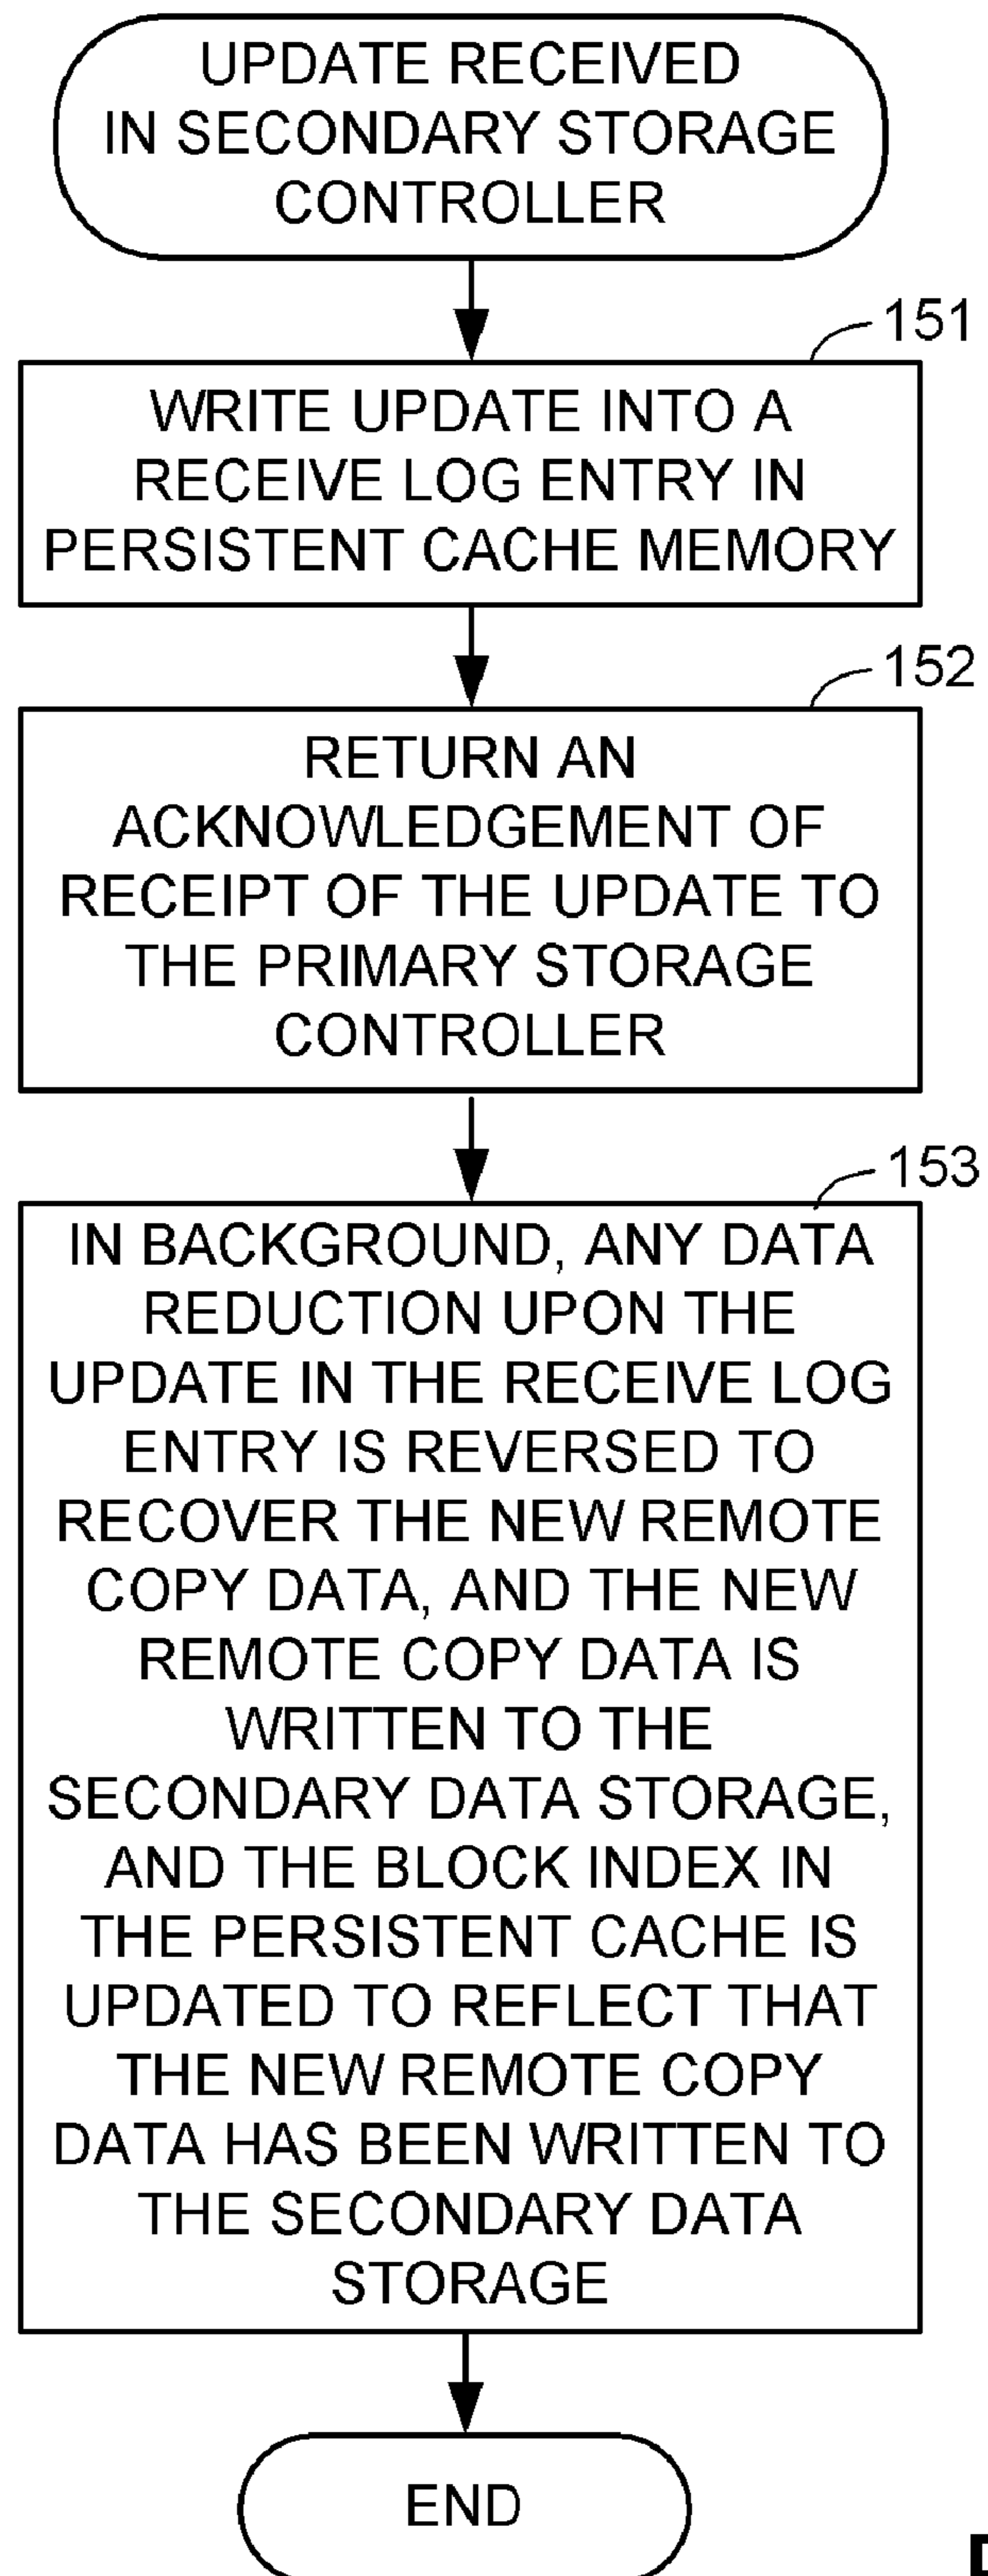 UPDATE RECEIVED
IN SECONDARY STORAGE
CONTROLLER
151
WRITE UPDATE INTO A
RECEIVE LOG ENTRY IN
PERSISTENT CACHE MEMORY
152
RETURN AN
ACKNOWLEDGEMENT OF
RECEIPT OF THE UPDATE TO
THE PRIMARY STORAGE
CONTROLLER
153
IN BACKGROUND, ANY DATA
REDUCTION UPON THE
UPDATE IN THE RECEIVE LOG
ENTRY IS REVERSED TO
RECOVER THE NEW REMOTE
COPY DATA, AND THE NEW
REMOTE COPY DATA IS
WRITTEN TO THE
SECONDARY DATA STORAGE,
AND THE BLOCK INDEX IN
THE PERSISTENT CACHE IS
UPDATED TO REFLECT THAT
THE NEW REMOTE COPY
DATA HAS BEEN WRITTEN TO
THE SECONDARY DATA
STORAGE
END